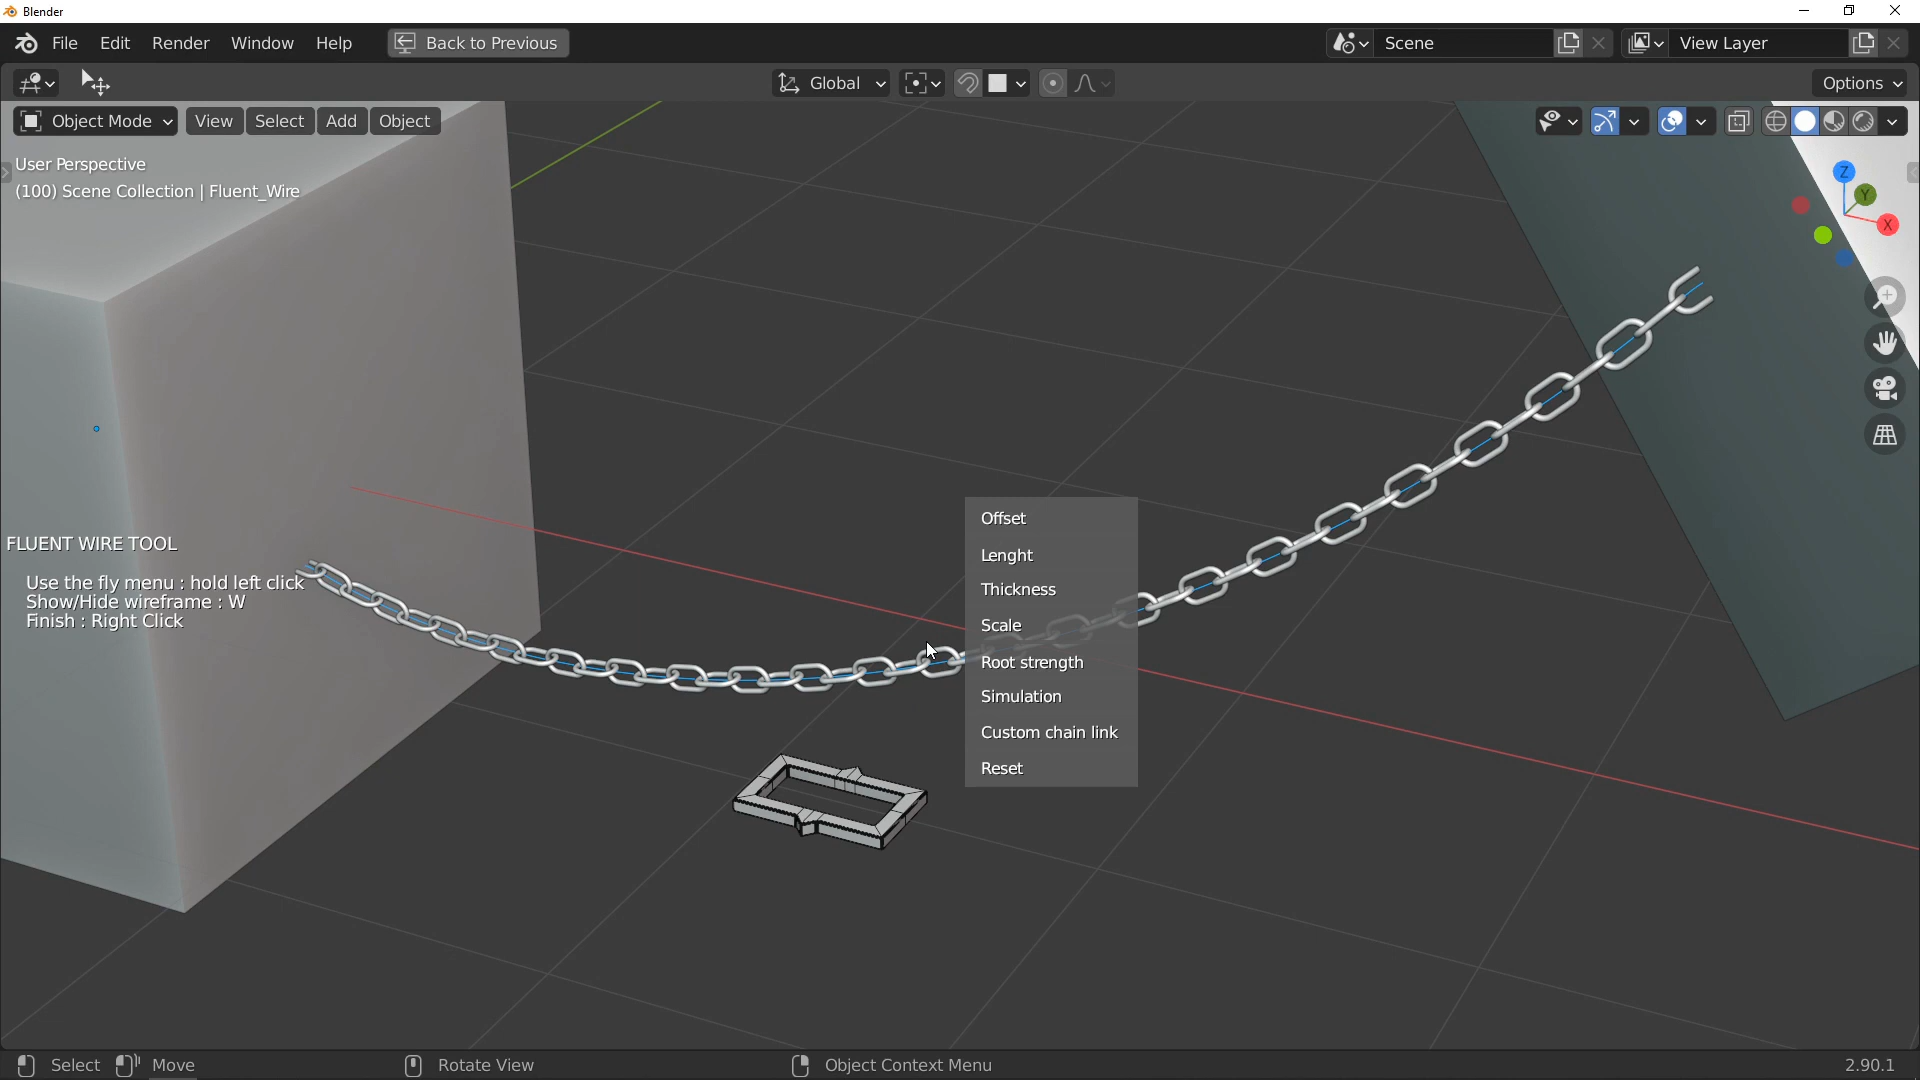 Blender
File Edit Render Window Help Back to Previous Scene View Layer
Global Options
Object Mode View Select Add Object
User Perspective
(100) Scene Collection | Fluent_Wire
Z
Y
X
FLUENT WIRE TOOL
Use the fly menu : hold left click
Show/Hide wireframe : W
Finish : Right Click
Offset
Lenght
Thickness
Scale
Root strength
Simulation
Custom chain link
Reset
Select Move Rotate View Object Context Menu 2.90.1